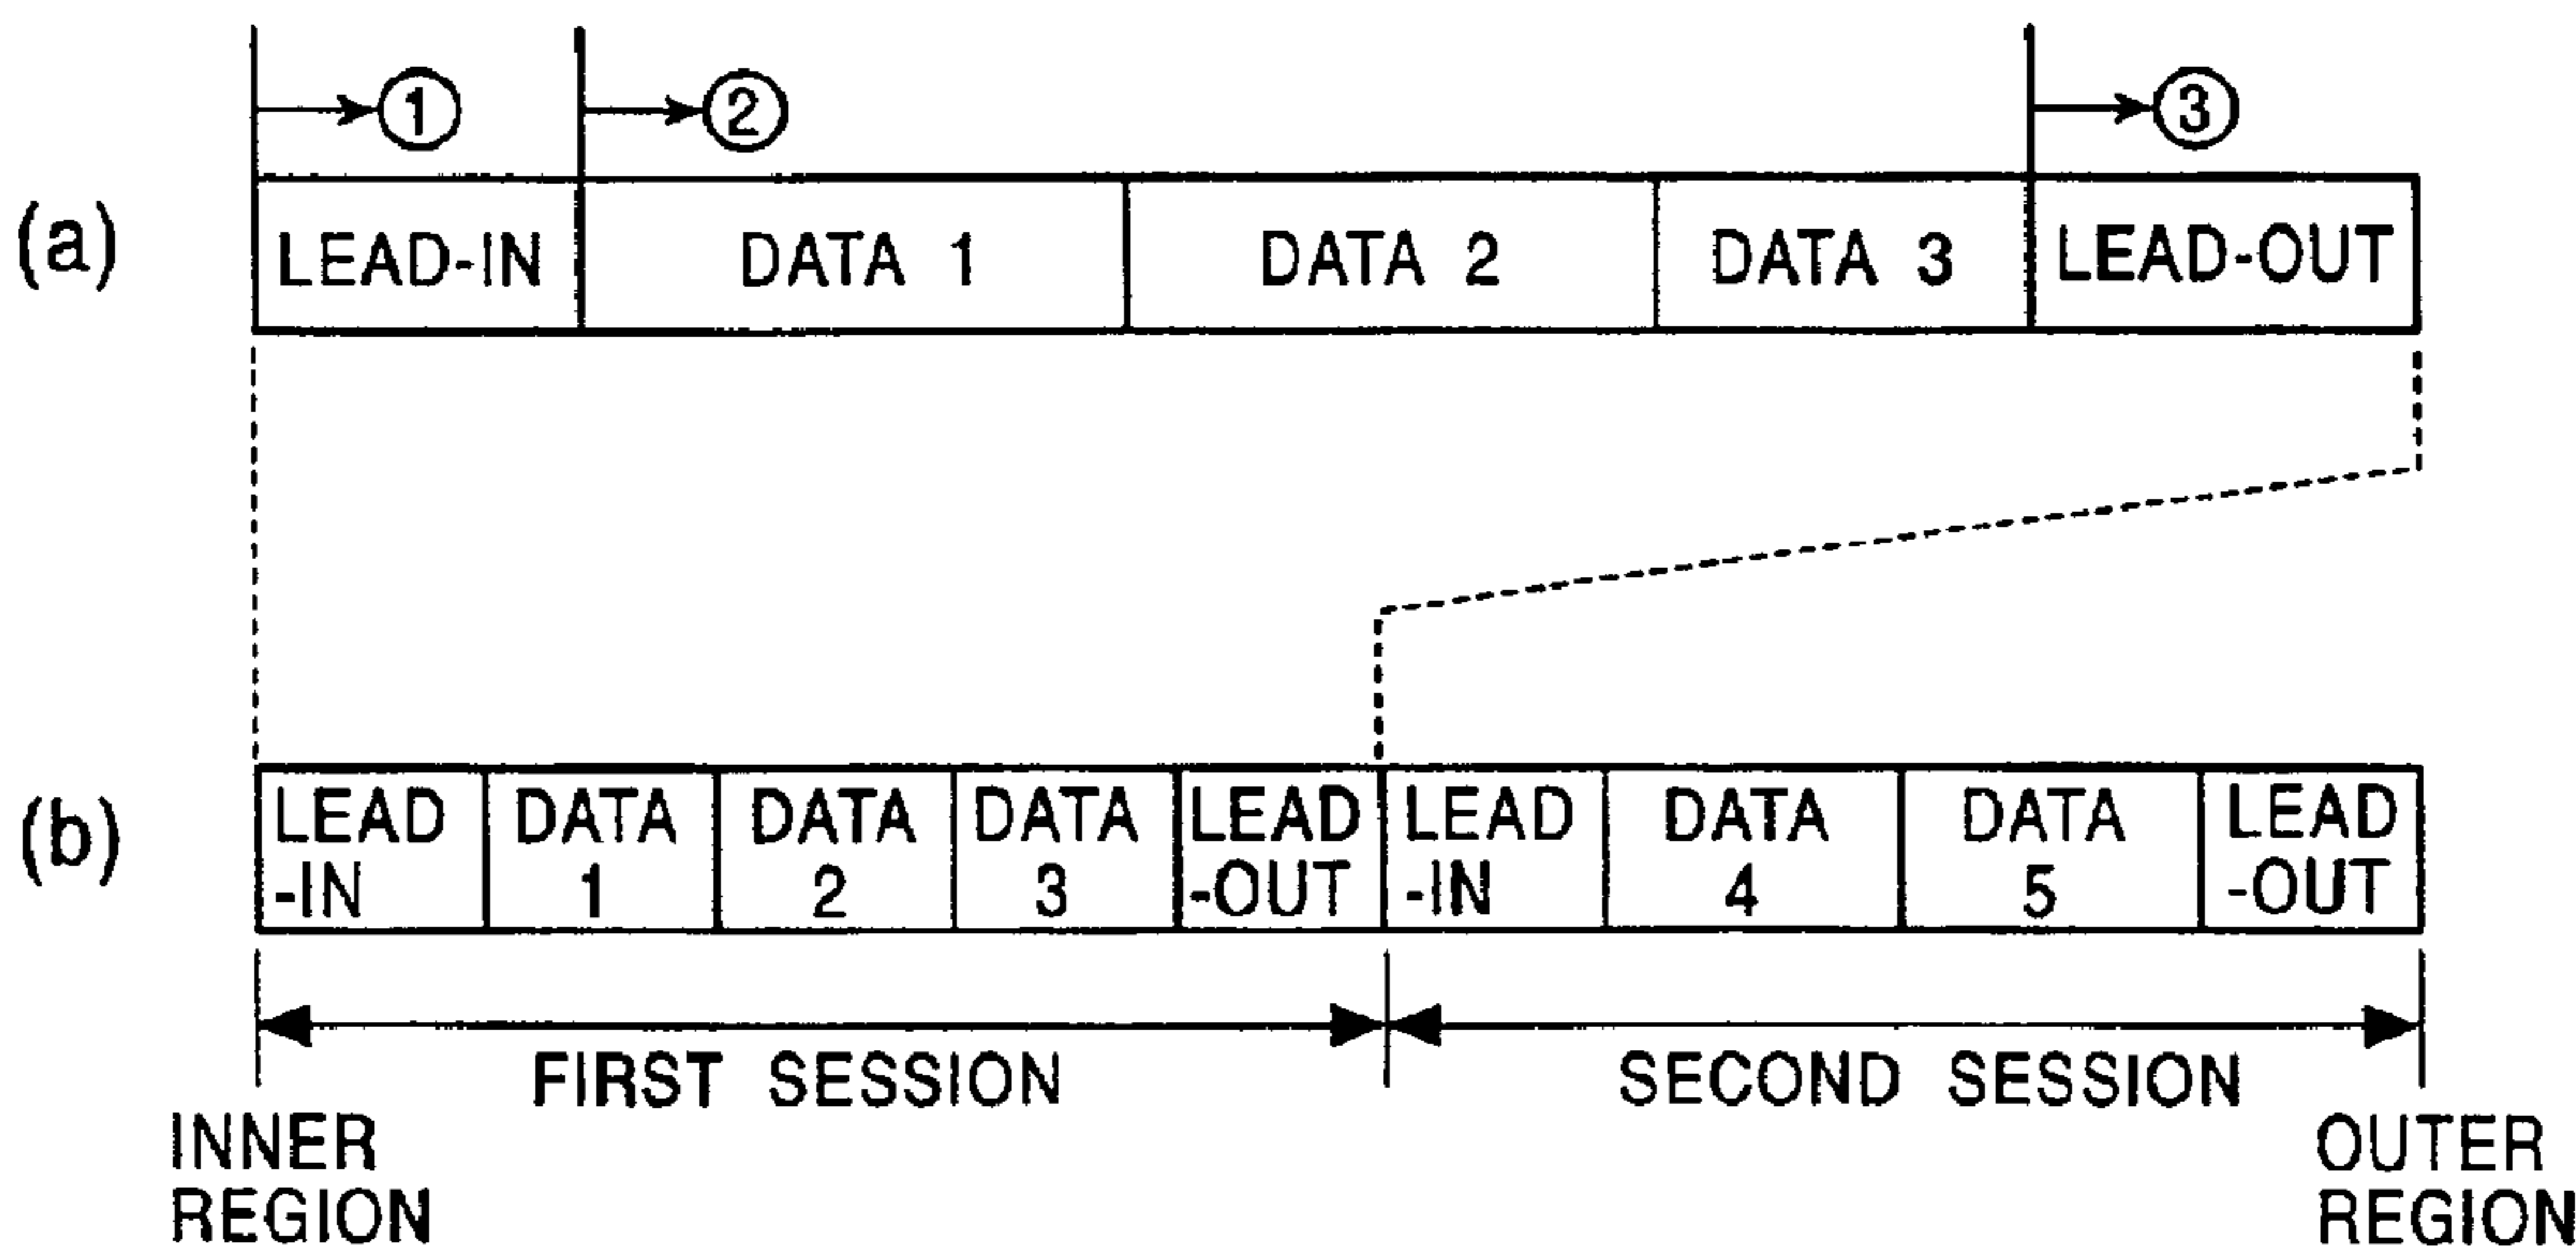 ① ② ③
(a) LEAD-IN DATA 1 DATA 2 DATA 3 LEAD-OUT
(b)
LEAD DATA DATA DATA LEAD LEAD DATA DATA LEAD
-IN 1 2 3 -OUT -IN 4 5 -OUT
FIRST SESSION SECOND SESSION
INNER OUTER
REGION REGION